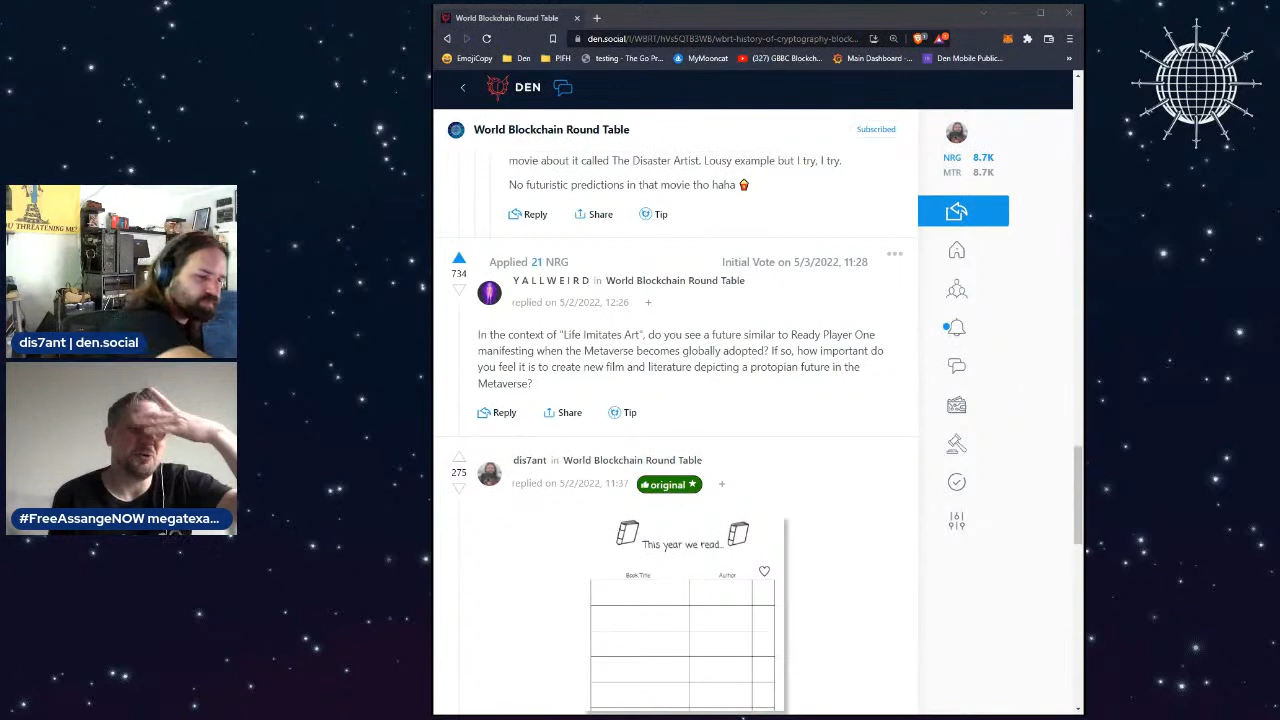 World Blockchain Round Table
den.social/f/WBRT/hVs5QTB3WB/wbrt-history-of-cryptography-block...
EmojiCopy
Den
PIFH
testing - The Go Pr...
MyMooncat
(327) GBBC Blockch...
Main Dashboard -...
Den Mobile Public...
»
DEN
World Blockchain Round Table
Subscribed
NRG 8.7K
MTR 8.7K
movie about it called The Disaster Artist. Lousy example but I try, I try.
No futuristic predictions in that movie tho haha
Reply
Share
Tip
734
Applied 21 NRG
Initial Vote on 5/3/2022, 11:28
Y A L L W E I R D in World Blockchain Round Table
replied on 5/2/2022, 12:26 +
In the context of "Life Imitates Art", do you see a future similar to Ready Player One
manifesting when the Metaverse becomes globally adopted? If so, how important do
you feel it is to create new film and literature depicting a protopian future in the
Metaverse?
Reply
Share
Tip
275
dis7ant in World Blockchain Round Table
replied on 5/2/2022, 11:37
original
+
This year we read...
Book Title
Author
U THREATENING ME?
dis7ant | den.social
#FreeAssangeNOW megatexa...